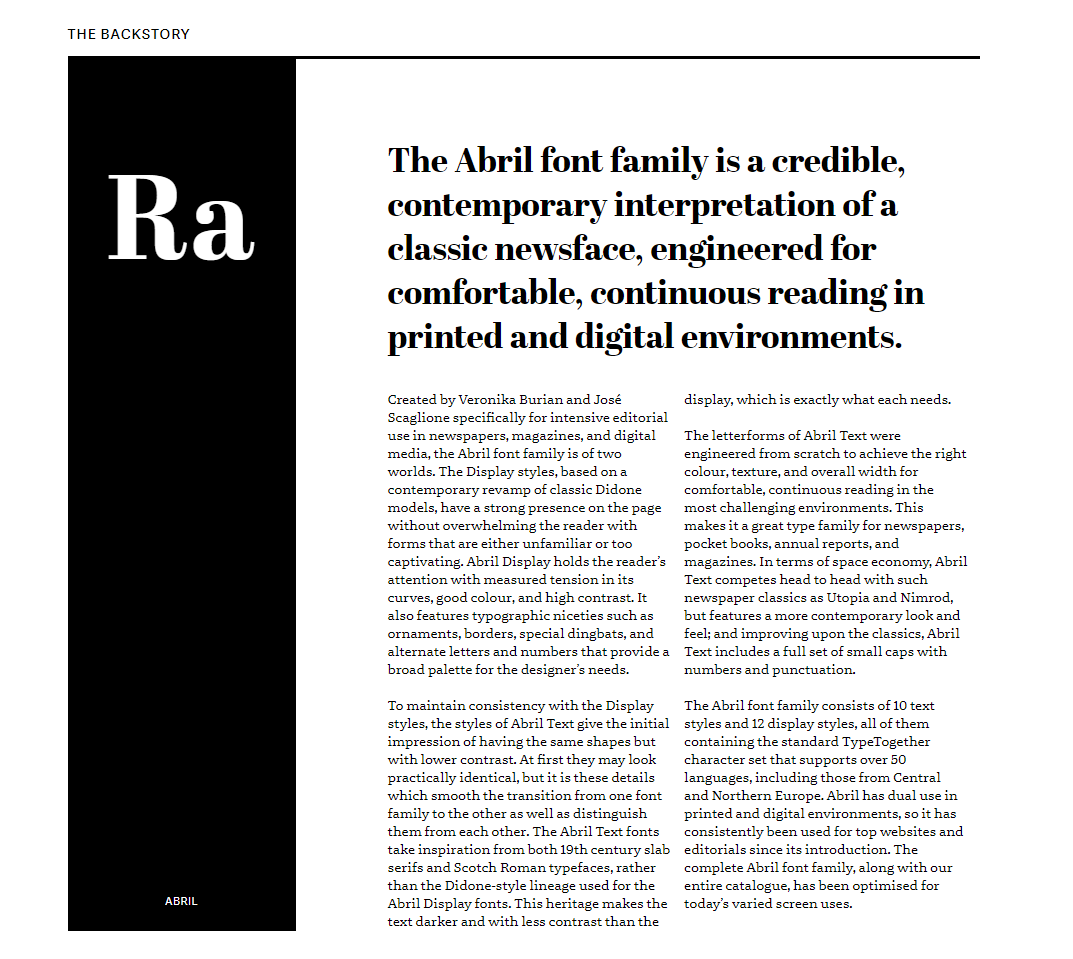 THE BACKSTORY
Ra
ABRIL
The Abril font family is a credible,
contemporary interpretation of a
classic newsface, engineered for
comfortable, continuous reading in
printed and digital environments.
Created by Veronika Burian and José
Scaglione specifically for intensive editorial
use in newspapers, magazines, and digital
media, the Abril font family is of two
worlds. The Display styles, based on a
contemporary revamp of classic Didone
models, have a strong presence on the page
without overwhelming the reader with
forms that are either unfamiliar or too
captivating. Abril Display holds the reader’s
attention with measured tension in its
curves, good colour, and high contrast. It
also features typographic niceties such as
ornaments, borders, special dingbats, and
alternate letters and numbers that provide a
broad palette for the designer’s needs.
To maintain consistency with the Display
styles, the styles of Abril Text give the initial
impression of having the same shapes but
with lower contrast. At first they may look
practically identical, but it is these details
which smooth the transition from one font
family to the other as well as distinguish
them from each other. The Abril Text fonts
take inspiration from both 19th century slab
serifs and Scotch Roman typefaces, rather
than the Didone-style lineage used for the
Abril Display fonts. This heritage makes the
text darker and with less contrast than the
display, which is exactly what each needs.
The letterforms of Abril Text were
engineered from scratch to achieve the right
colour, texture, and overall width for
comfortable, continuous reading in the
most challenging environments. This
makes it a great type family for newspapers,
pocket books, annual reports, and
magazines. In terms of space economy, Abril
Text competes head to head with such
newspaper classics as Utopia and Nimrod,
but features a more contemporary look and
feel; and improving upon the classics, Abril
Text includes a full set of small caps with
numbers and punctuation.
The Abril font family consists of 10 text
styles and 12 display styles, all of them
containing the standard TypeTogether
character set that supports over 50
languages, including those from Central
and Northern Europe. Abril has dual use in
printed and digital environments, so it has
consistently been used for top websites and
editorials since its introduction. The
complete Abril font family, along with our
entire catalogue, has been optimised for
today’s varied screen uses.